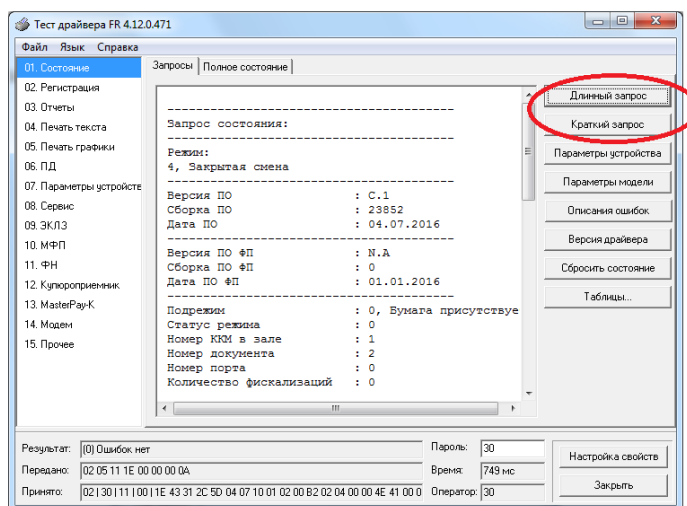 Тест драйвера FR 4.12.0.471
Файл Язык Справка
01. Состояние
02. Регистрация
03. Отчеты
04. Печать текста
05. Печать графики
06. ПД
07. Параметры устройств
08. Сервис
09. ЭКЛЗ
10. МФП
11. ФН
12. Купюроприемник
13. MasterPay-K
14. Модем
15. Прочее
Запросы Полное состояние
--------------------------------------------
Запрос состояния:
--------------------------------------------
Режим:
4, Закрытая смена
--------------------------------------------
Версия ПО : C.1
Сборка ПО : 23852
Дата ПО : 04.07.2016
--------------------------------------------
Версия ПО ФП : N.A
Сборка ПО ФП : 0
Дата ПО ФП : 01.01.2016
--------------------------------------------
Подрежим : 0, Бумага присутствуе
Статус режима : 0
Номер ККМ в зале : 1
Номер документа : 2
Номер порта : 0
Количество фискализаций : 0
Длинный запрос
Краткий запрос
Параметры устройства
Параметры модели
Описания ошибок
Версия драйвера
Сбросить состояние
Таблицы...
Результат: (0) Ошибок нет
Пароль: 30
Передано: 02 05 11 1E 00 00 00 0A
Время: 749 мс
Принято: 02 | 30 | 11 | 00 | 1E 43 31 2C 5D 04 07 10 01 02 00 B2 02 04 00 00 4E 41 00 0
Оператор: 30
Настройка свойств
Закрыть